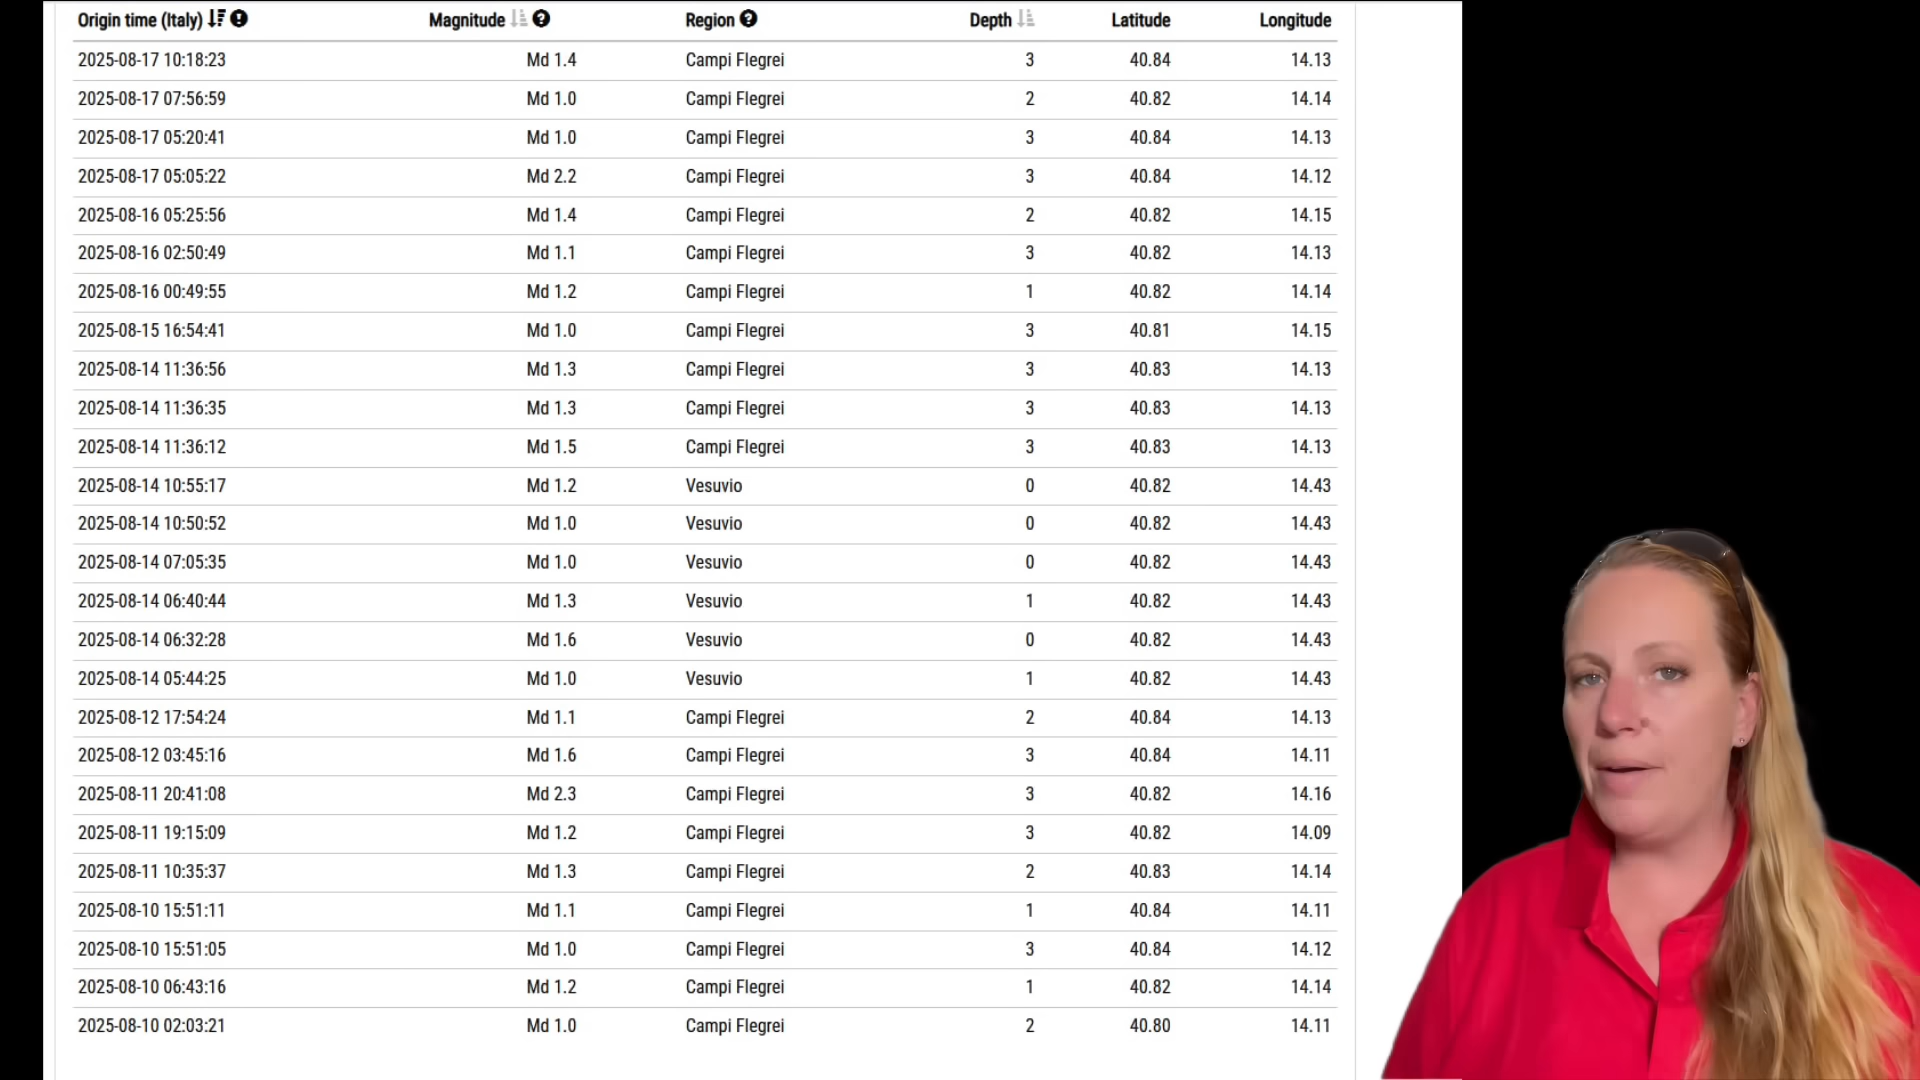 Origin time (Italy) Magnitude Region Depth Latitude Longitude
2025-08-17 10:18:23 Md 1.4 Campi Flegrei 3 40.84 14.13
2025-08-17 07:56:59 Md 1.0 Campi Flegrei 2 40.82 14.14
2025-08-17 05:20:41 Md 1.0 Campi Flegrei 3 40.84 14.13
2025-08-17 05:05:22 Md 2.2 Campi Flegrei 3 40.84 14.12
2025-08-16 05:25:56 Md 1.4 Campi Flegrei 2 40.82 14.15
2025-08-16 02:50:49 Md 1.1 Campi Flegrei 3 40.82 14.13
2025-08-16 00:49:55 Md 1.2 Campi Flegrei 1 40.82 14.14
2025-08-15 16:54:41 Md 1.0 Campi Flegrei 3 40.81 14.15
2025-08-14 11:36:56 Md 1.3 Campi Flegrei 3 40.83 14.13
2025-08-14 11:36:35 Md 1.3 Campi Flegrei 3 40.83 14.13
2025-08-14 11:36:12 Md 1.5 Campi Flegrei 3 40.83 14.13
2025-08-14 10:55:17 Md 1.2 Vesuvio 0 40.82 14.43
2025-08-14 10:50:52 Md 1.0 Vesuvio 0 40.82 14.43
2025-08-14 07:05:35 Md 1.0 Vesuvio 0 40.82 14.43
2025-08-14 06:40:44 Md 1.3 Vesuvio 1 40.82 14.43
2025-08-14 06:32:28 Md 1.6 Vesuvio 0 40.82 14.43
2025-08-14 05:44:25 Md 1.0 Vesuvio 1 40.82 14.43
2025-08-12 17:54:24 Md 1.1 Campi Flegrei 2 40.84 14.13
2025-08-12 03:45:16 Md 1.6 Campi Flegrei 3 40.84 14.11
2025-08-11 20:41:08 Md 2.3 Campi Flegrei 3 40.82 14.16
2025-08-11 19:15:09 Md 1.2 Campi Flegrei 3 40.82 14.09
2025-08-11 10:35:37 Md 1.3 Campi Flegrei 2 40.83 14.14
2025-08-10 15:51:11 Md 1.1 Campi Flegrei 1 40.84 14.11
2025-08-10 15:51:05 Md 1.0 Campi Flegrei 3 40.84 14.12
2025-08-10 06:43:16 Md 1.2 Campi Flegrei 1 40.82 14.14
2025-08-10 02:03:21 Md 1.0 Campi Flegrei 2 40.80 14.11